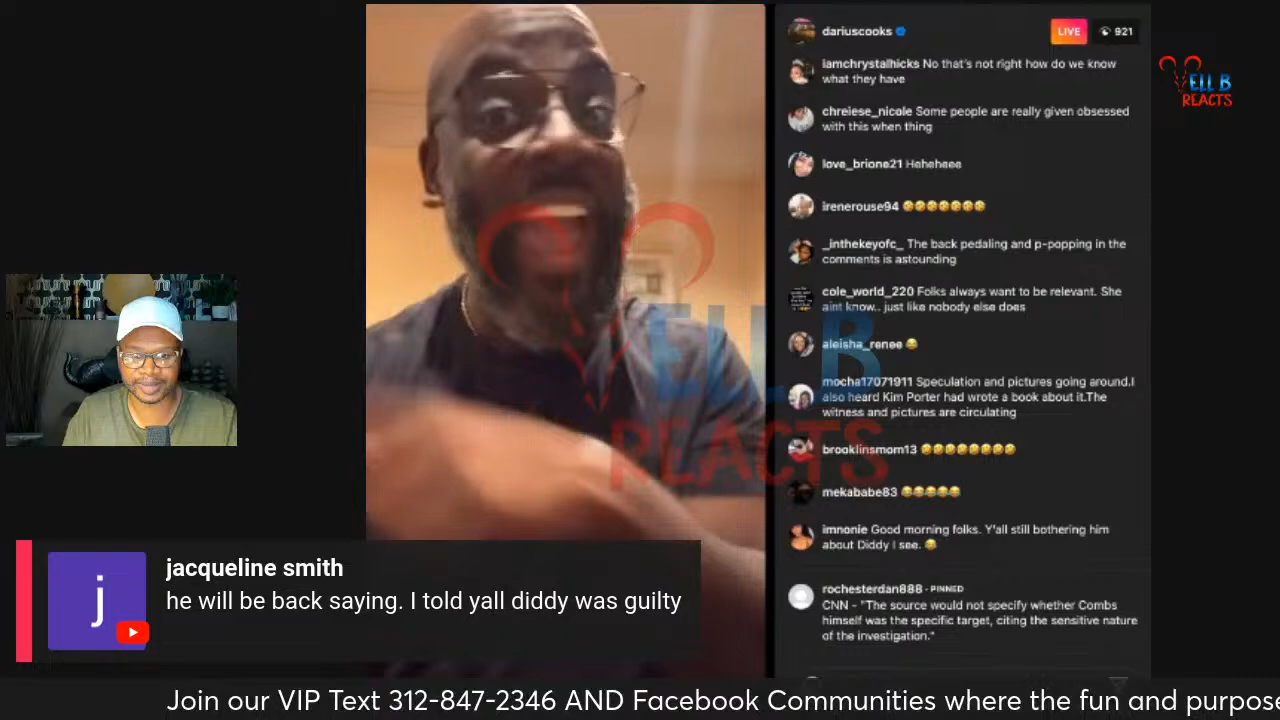 dariuscooks
LIVE
921
iamchrystalhicks No that's not right how do we know
what they have
chreiese_nicole Some people are really given obsessed
with this when thing
love_brione21 Heheheee
irenerouse94 🤣🤣🤣🤣🤣🤣🤣
_inthekeyofc_ The back pedaling and p-popping in the
comments is astounding
cole_world_220 Folks always want to be relevant. She
aint know.. just like nobody else does
aleisha_renee 😂
mocha17071911 Speculation and pictures going around.I
also heard Kim Porter had wrote a book about it.The
witness and pictures are circulating
brooklinsmom13 🤣🤣🤣🤣🤣🤣🤣🤣
mekababe83 😂😂😂😂😂
imnonie Good morning folks. Y'all still bothering him
about Diddy I see. 😂
rochesterdan888 · PINNED
CNN - "The source would not specify whether Combs
himself was the specific target, citing the sensitive nature
of the investigation."
YELL B
REACTS
YELL B
REACTS
j
jacqueline smith
he will be back saying. I told yall diddy was guilty
Join our VIP Text 312-847-2346 AND Facebook Communities where the fun and purpose